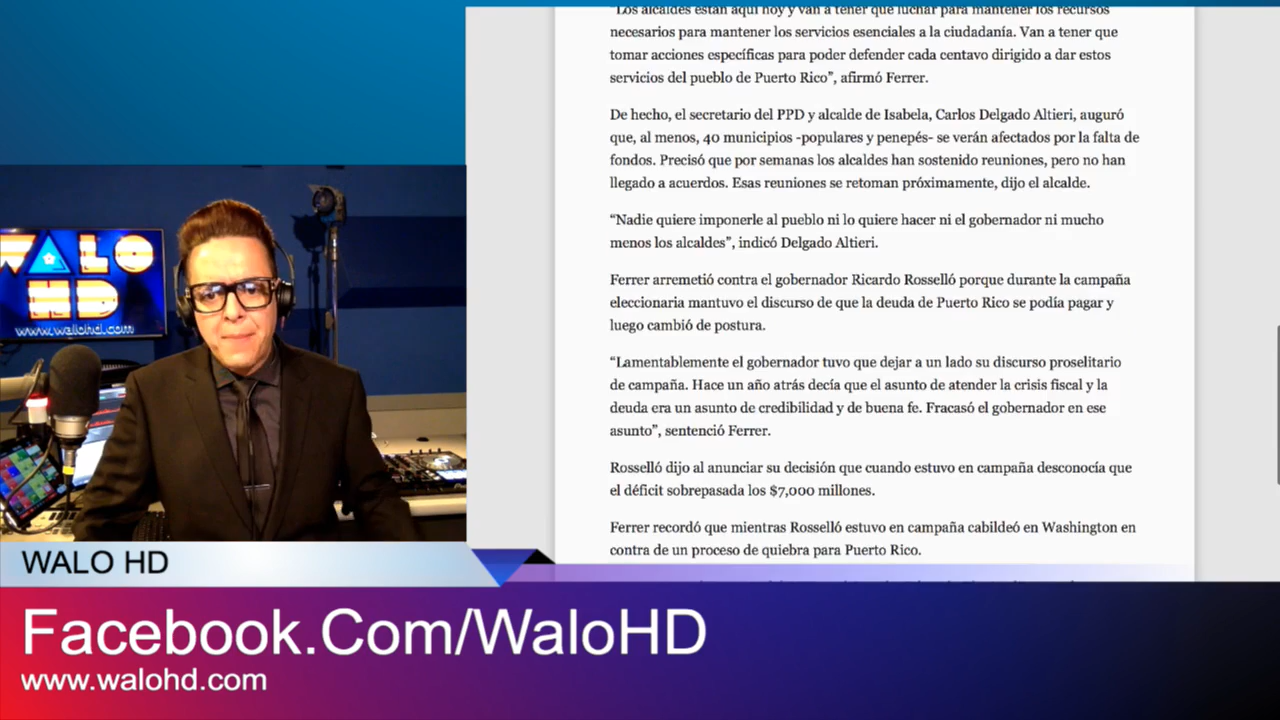 “Los alcaldes están aquí hoy y van a tener que luchar para mantener los recursos
necesarios para mantener los servicios esenciales a la ciudadanía. Van a tener que
tomar acciones específicas para poder defender cada centavo dirigido a dar estos
servicios del pueblo de Puerto Rico”, afirmó Ferrer.
De hecho, el secretario del PPD y alcalde de Isabela, Carlos Delgado Altieri, auguró
que, al menos, 40 municipios -populares y penepés- se verán afectados por la falta de
fondos. Precisó que por semanas los alcaldes han sostenido reuniones, pero no han
llegado a acuerdos. Esas reuniones se retoman próximamente, dijo el alcalde.
“Nadie quiere imponerle al pueblo ni lo quiere hacer ni el gobernador ni mucho
menos los alcaldes”, indicó Delgado Altieri.
Ferrer arremetió contra el gobernador Ricardo Rosselló porque durante la campaña
eleccionaria mantuvo el discurso de que la deuda de Puerto Rico se podía pagar y
luego cambió de postura.
“Lamentablemente el gobernador tuvo que dejar a un lado su discurso proselitario
de campaña. Hace un año atrás decía que el asunto de atender la crisis fiscal y la
deuda era un asunto de credibilidad y de buena fe. Fracasó el gobernador en ese
asunto”, sentenció Ferrer.
Rosselló dijo al anunciar su decisión que cuando estuvo en campaña desconocía que
el déficit sobrepasada los $7,000 millones.
Ferrer recordó que mientras Rosselló estuvo en campaña cabildeó en Washington en
contra de un proceso de quiebra para Puerto Rico.
WALO
HD
www.walohd.com
WALO HD
Facebook.Com/WaloHD
www.walohd.com